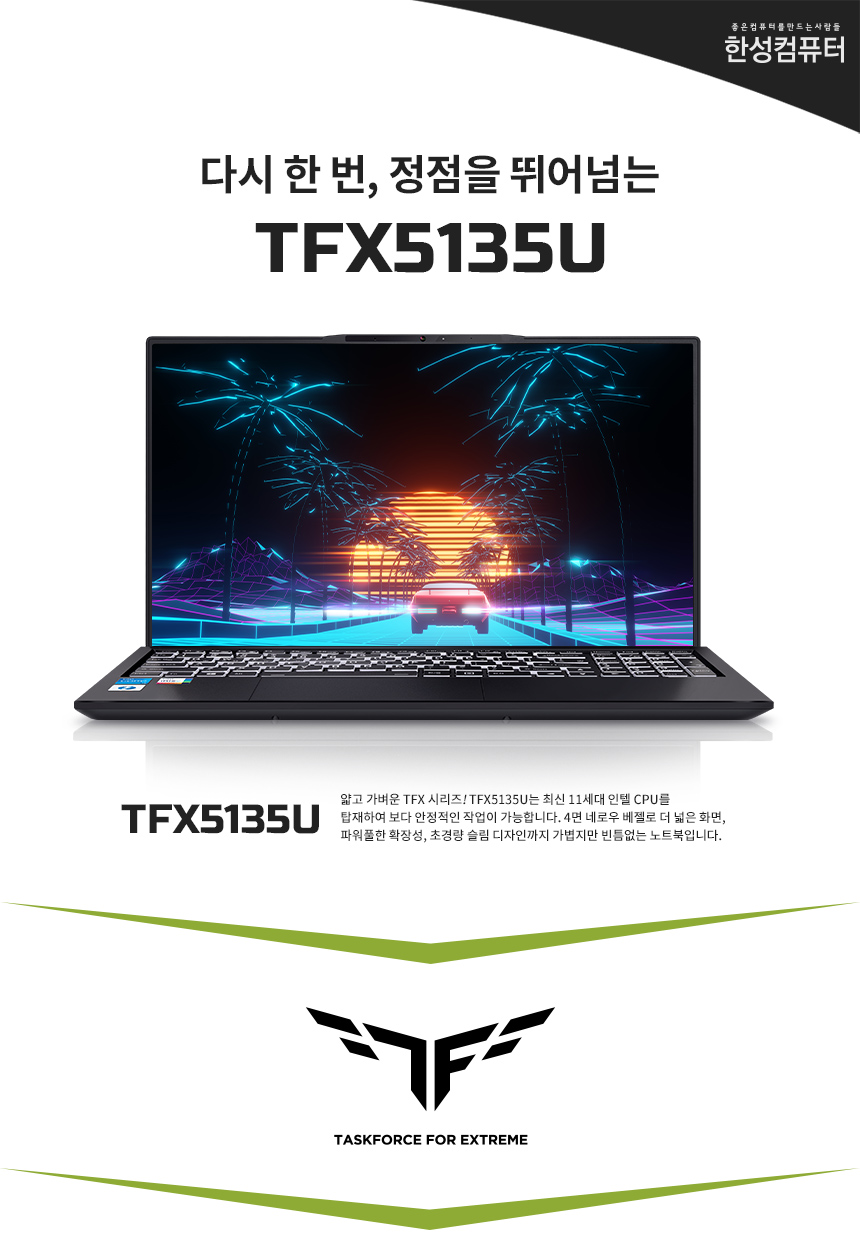 좋은컴퓨터를만드는사람들
한성컴퓨터
다시 한 번, 정점을 뛰어넘는
TFX5135U
TFX5135U
얇고 가벼운 TFX 시리즈! TFX5135U는 최신 11세대 인텔 CPU를
탑재하여 보다 안정적인 작업이 가능합니다. 4면 네로우 베젤로 더 넓은 화면,
파워풀한 확장성, 초경량 슬림 디자인까지 가볍지만 빈틈없는 노트북입니다.
TF
TASKFORCE FOR EXTREME